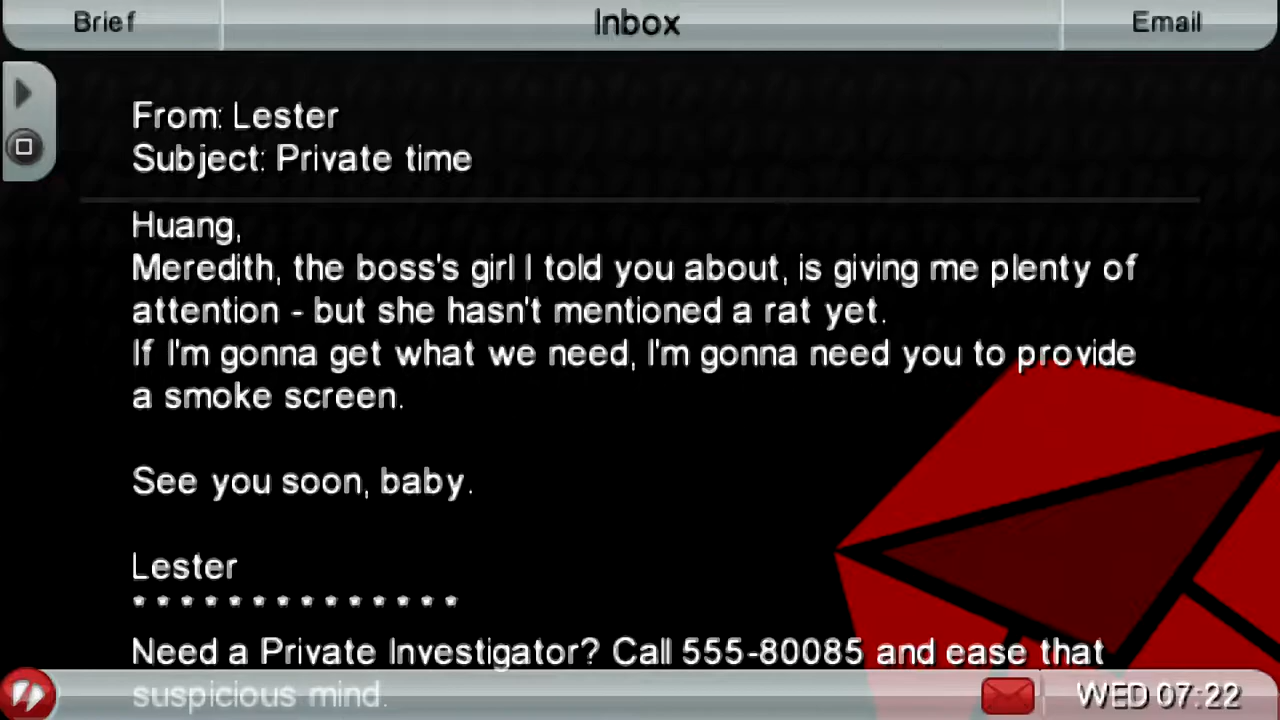 Brief Inbox Email
From: Lester
Subject: Private time
Huang,
Meredith, the boss's girl I told you about, is giving me plenty of
attention - but she hasn't mentioned a rat yet.
If I'm gonna get what we need, I'm gonna need you to provide
a smoke screen.
See you soon, baby.
Lester
* * * * * * * * * * * * * *
Need a Private Investigator? Call 555-80085 and ease that
suspicious mind.
WED 07:22